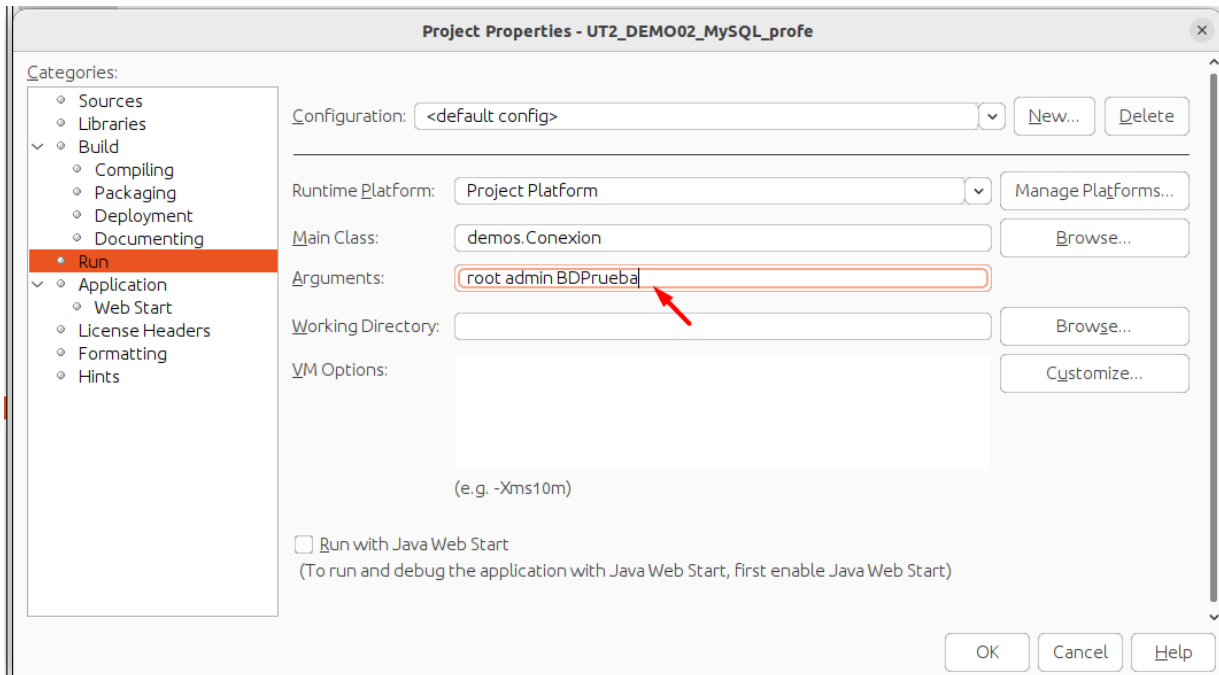 Project Properties - UT2_DEMO02_MySQL_profe
Categories:
Sources
Libraries
Build
Compiling
Packaging
Deployment
Documenting
Run
Application
Web Start
License Headers
Formatting
Hints
Configuration: <default config> New... Delete
Runtime Platform: Project Platform Manage Platforms...
Main Class: demos.Conexion Browse...
Arguments: root admin BDPrueba
Working Directory: Browse...
VM Options: Customize...
(e.g. -Xms10m)
Run with Java Web Start
(To run and debug the application with Java Web Start, first enable Java Web Start)
OK Cancel Help